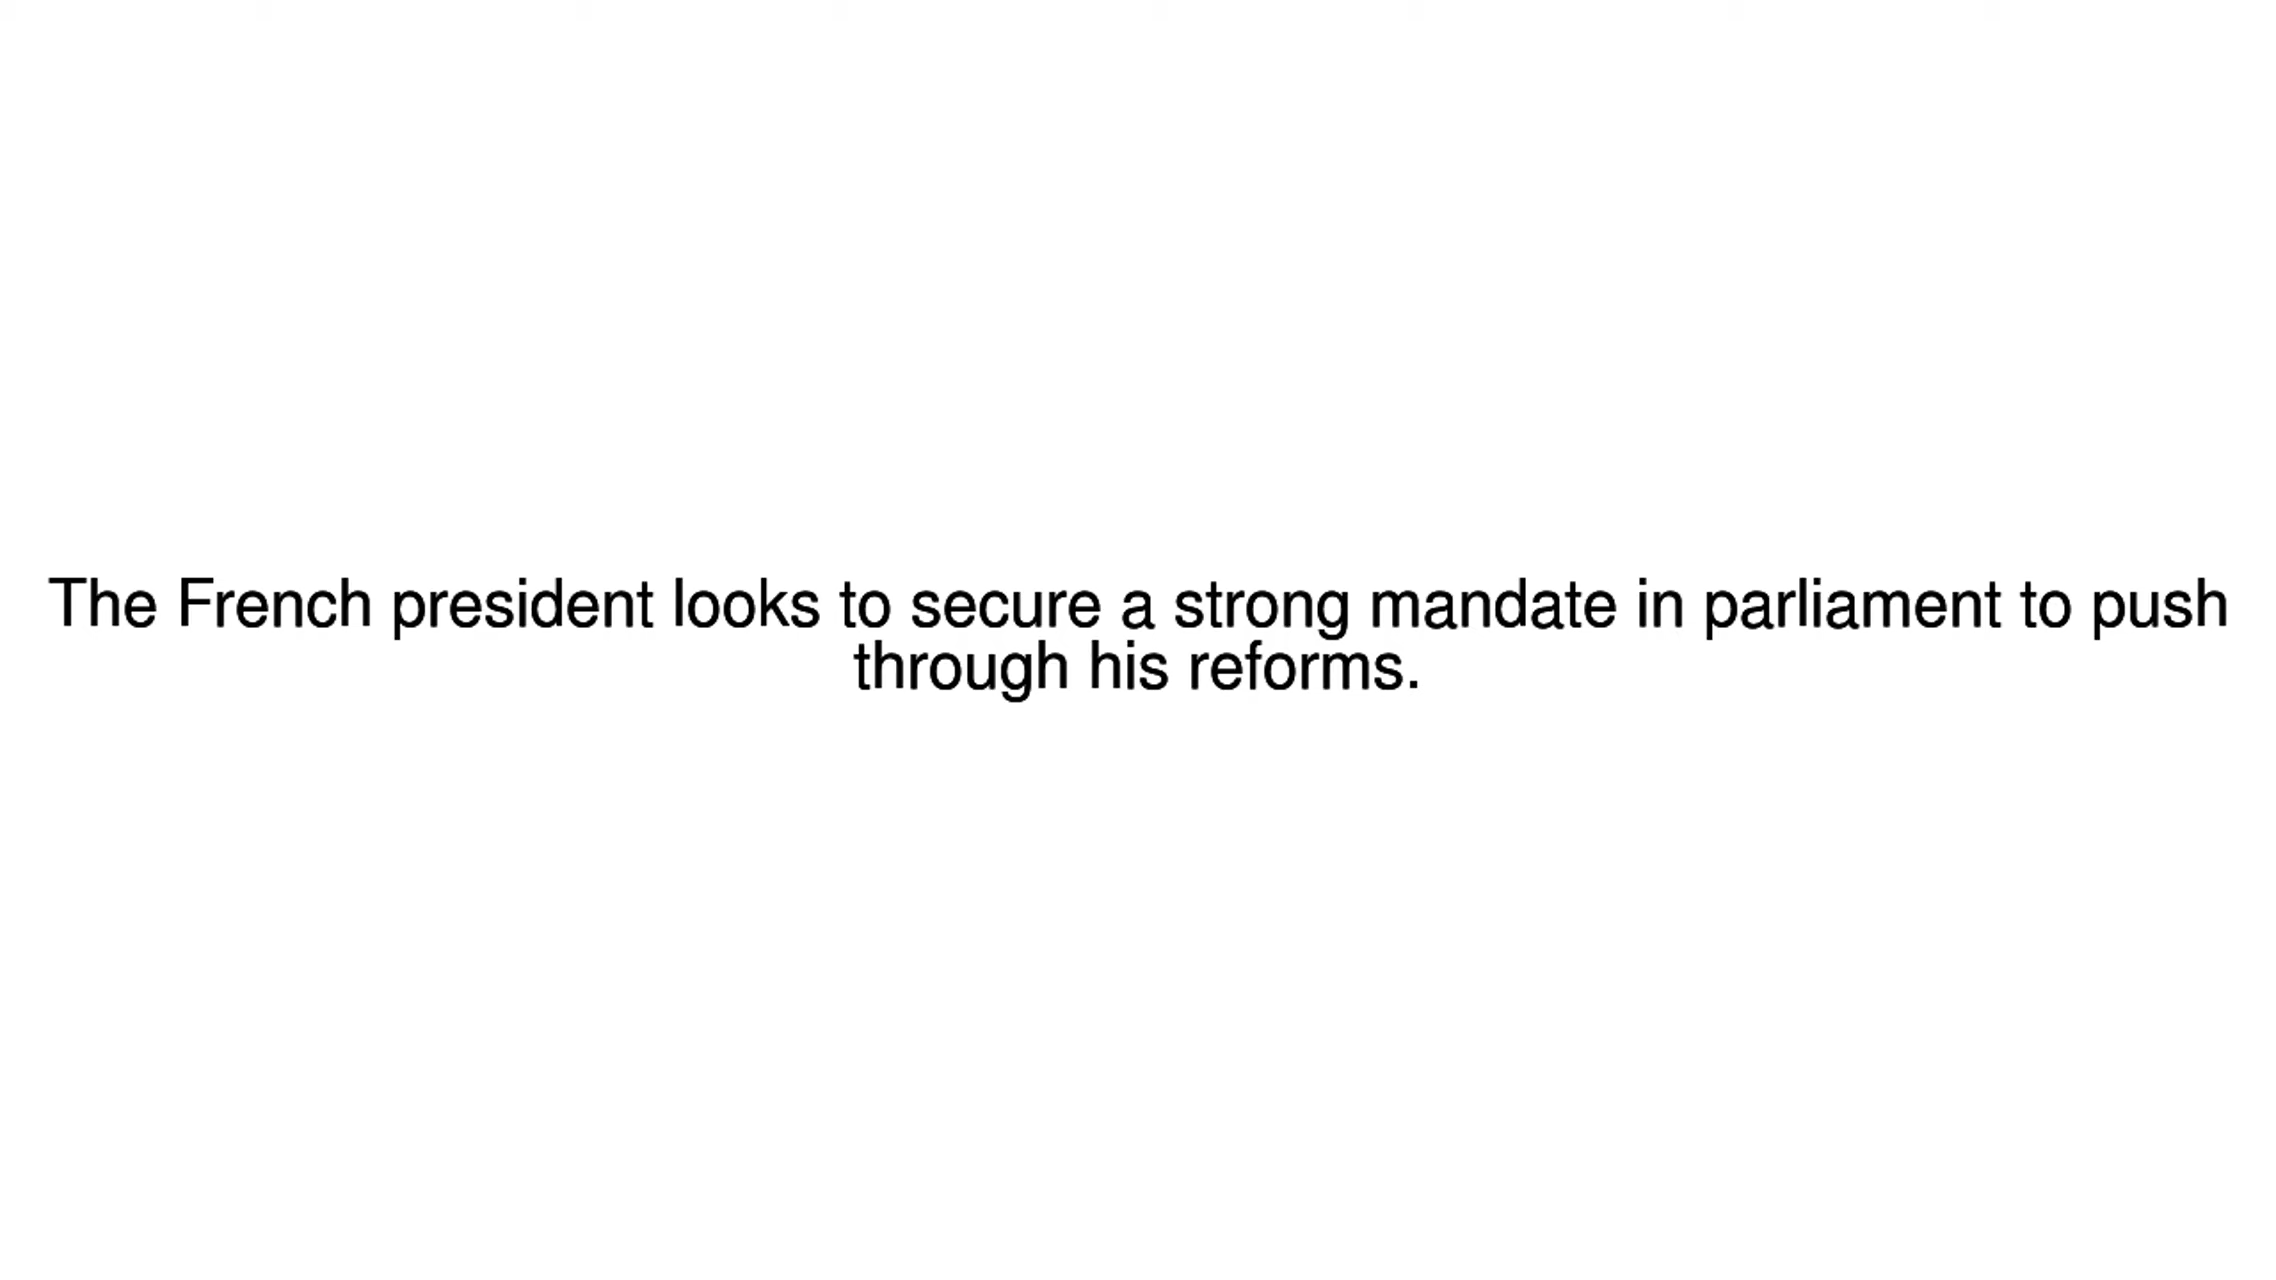 The French president looks to secure a strong mandate in parliament to push
through his reforms.